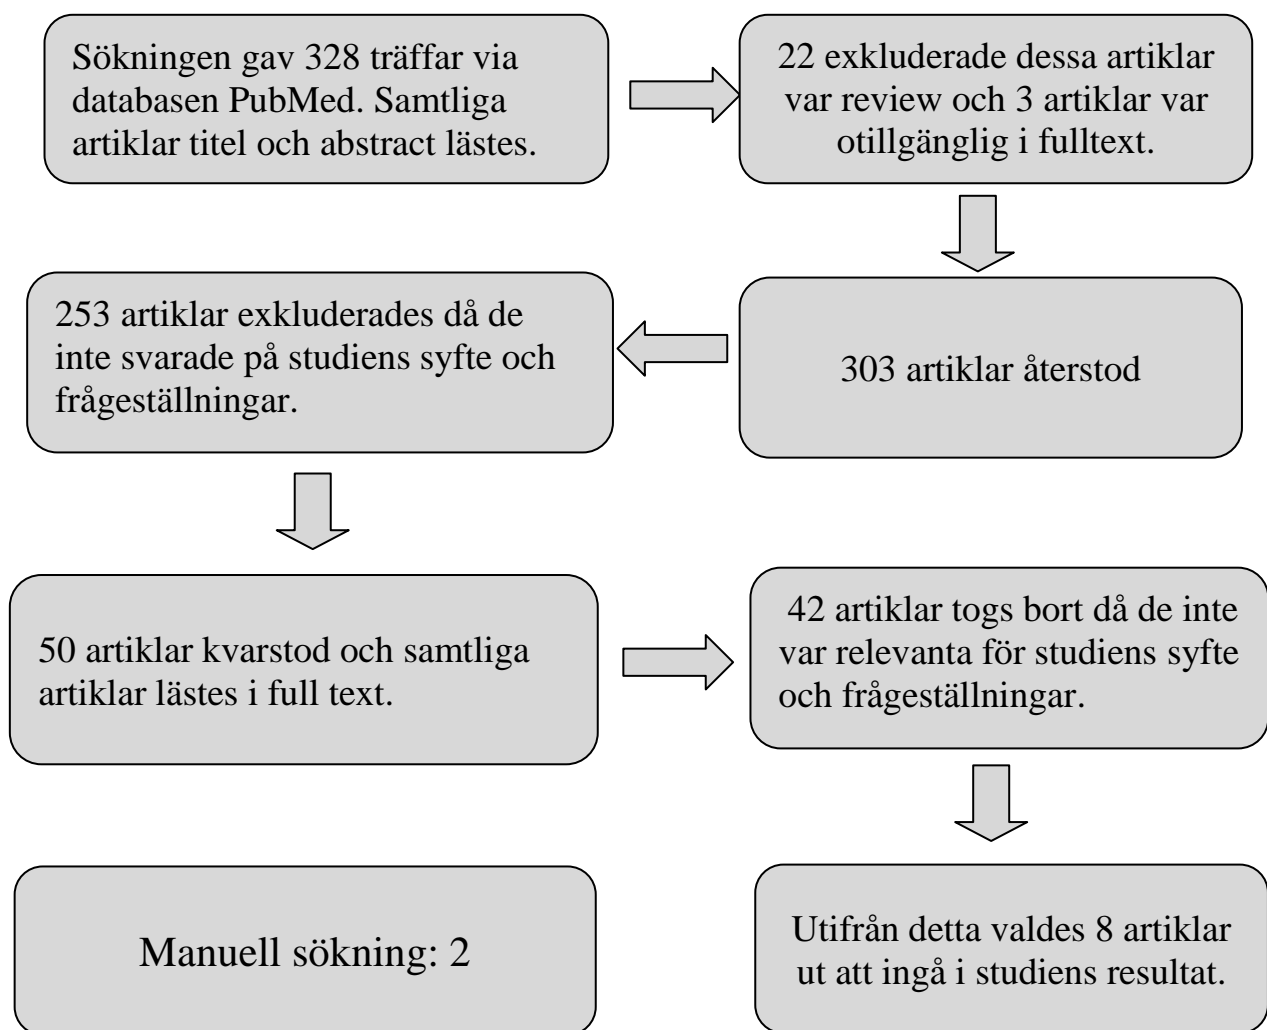 Sökningen gav 328 träffar via
databasen PubMed. Samtliga
artiklar titel och abstract lästes.
22 exkluderade dessa artiklar
var review och 3 artiklar var
otillgänglig i fulltext.
303 artiklar återstod
253 artiklar exkluderades då de
inte svarade på studiens syfte och
frågeställningar.
50 artiklar kvarstod och samtliga
artiklar lästes i full text.
42 artiklar togs bort då de inte
var relevanta för studiens syfte
och frågeställningar.
Utifrån detta valdes 8 artiklar
ut att ingå i studiens resultat.
Manuell sökning: 2